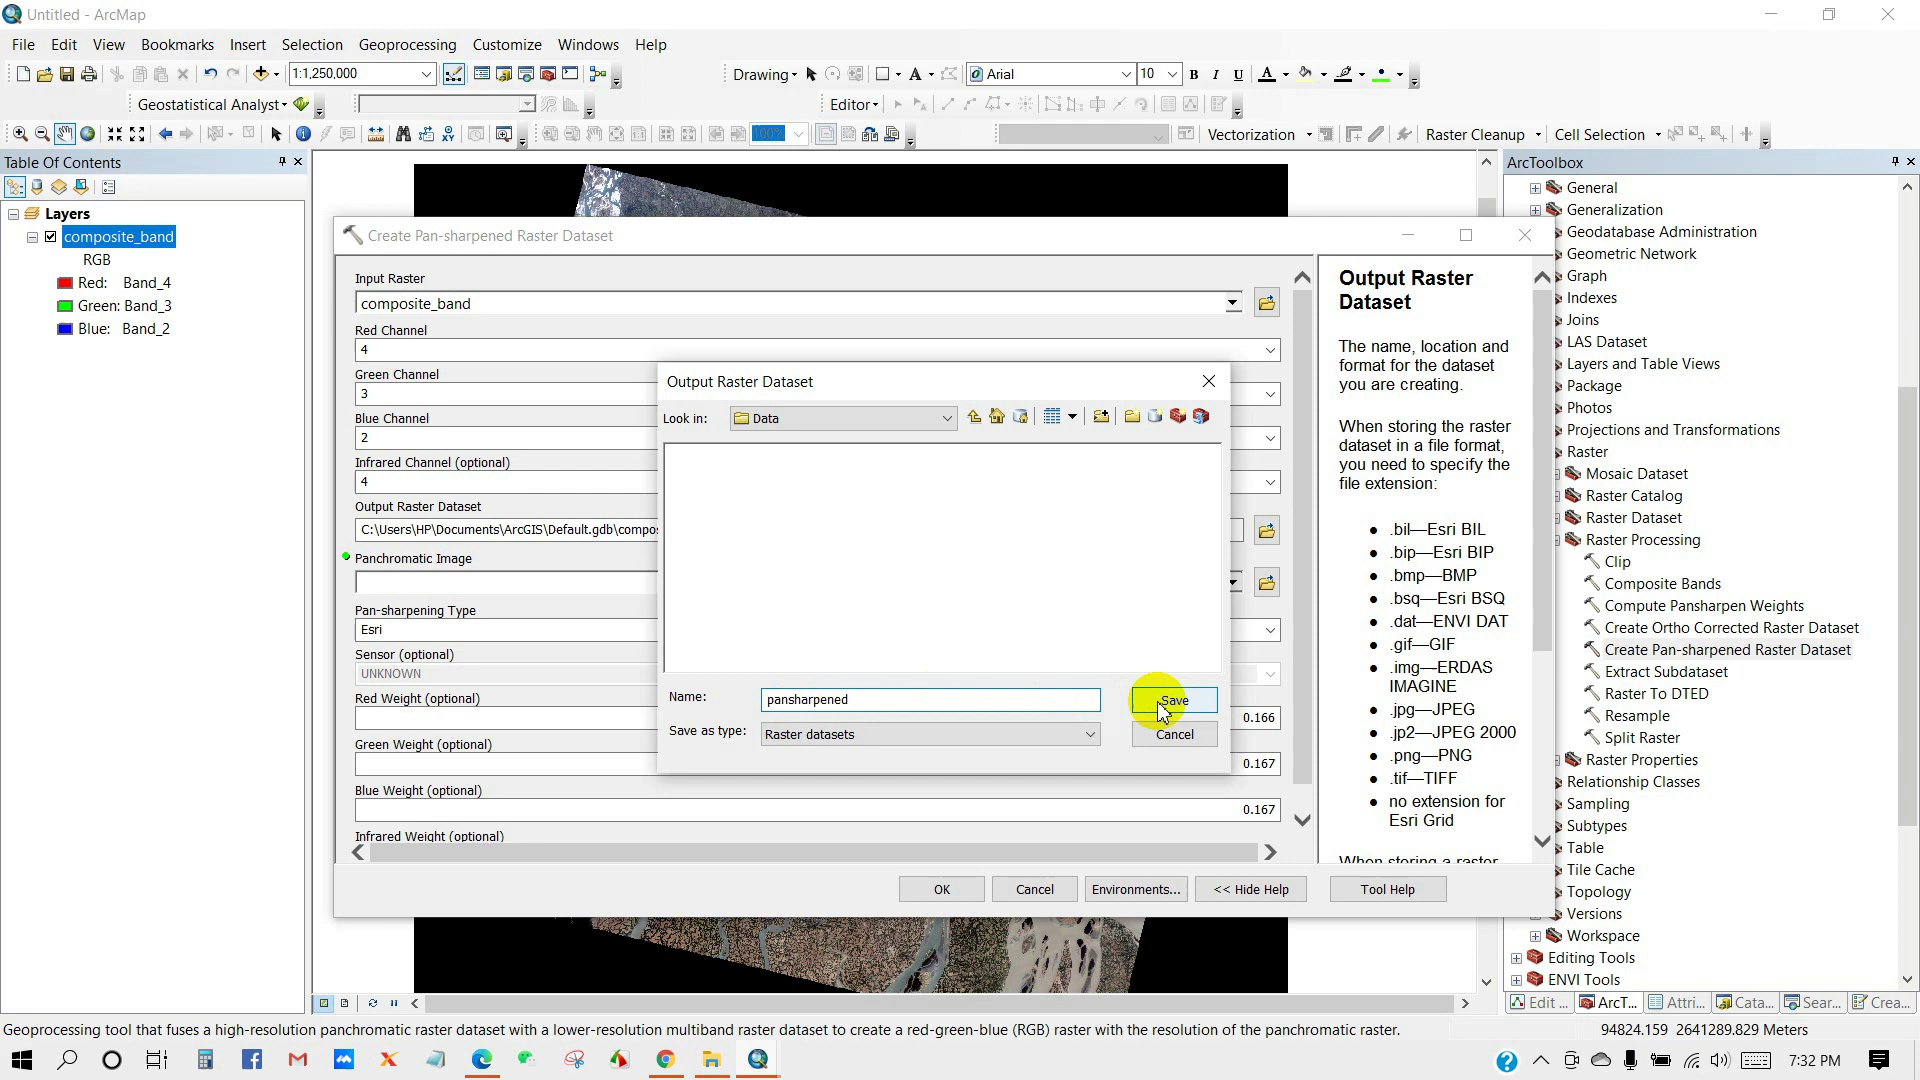 Untitled - ArcMap
File Edit View Bookmarks Insert Selection Geoprocessing Customize Windows Help
1:1,250,000 Drawing Arial 10 B I U A
Geostatistical Analyst Editor
100% Vectorization Raster Cleanup Cell Selection
Table Of Contents
Layers
composite_band
RGB
Red: Band_4
Green: Band_3
Blue: Band_2
Create Pan-sharpened Raster Dataset
Input Raster
composite_band
Red Channel
4
Green Channel
3
Blue Channel
2
Infrared Channel (optional)
4
Output Raster Dataset
C:\Users\HP\Documents\ArcGIS\Default.gdb\compo
Panchromatic Image
Pan-sharpening Type
Esri
Sensor (optional)
UNKNOWN
Red Weight (optional)
0.166
Green Weight (optional)
0.167
Blue Weight (optional)
0.167
Infrared Weight (optional)
OK Cancel Environments... << Hide Help Tool Help
Output Raster Dataset
Look in: Data
Name: pansharpened Save
Save as type: Raster datasets Cancel
Output Raster
Dataset
The name, location and
format for the dataset
you are creating.
When storing the raster
dataset in a file format,
you need to specify the
file extension:
.bil—Esri BIL
.bip—Esri BIP
.bmp—BMP
.bsq—Esri BSQ
.dat—ENVI DAT
.gif—GIF
.img—ERDAS
IMAGINE
.jpg—JPEG
.jp2—JPEG 2000
.png—PNG
.tif—TIFF
no extension for
Esri Grid
When storing a raster
ArcToolbox
General
Generalization
Geodatabase Administration
Geometric Network
Graph
Indexes
Joins
LAS Dataset
Layers and Table Views
Package
Photos
Projections and Transformations
Raster
Mosaic Dataset
Raster Catalog
Raster Dataset
Raster Processing
Clip
Composite Bands
Compute Pansharpen Weights
Create Ortho Corrected Raster Dataset
Create Pan-sharpened Raster Dataset
Extract Subdataset
Raster To DTED
Resample
Split Raster
Raster Properties
Relationship Classes
Sampling
Subtypes
Table
Tile Cache
Topology
Versions
Workspace
Editing Tools
ENVI Tools
Edit ... ArcT... Attri... Cata... Sear... Crea...
Geoprocessing tool that fuses a high-resolution panchromatic raster dataset with a lower-resolution multiband raster dataset to create a red-green-blue (RGB) raster with the resolution of the panchromatic raster. 94824.159 2641289.829 Meters
7:32 PM